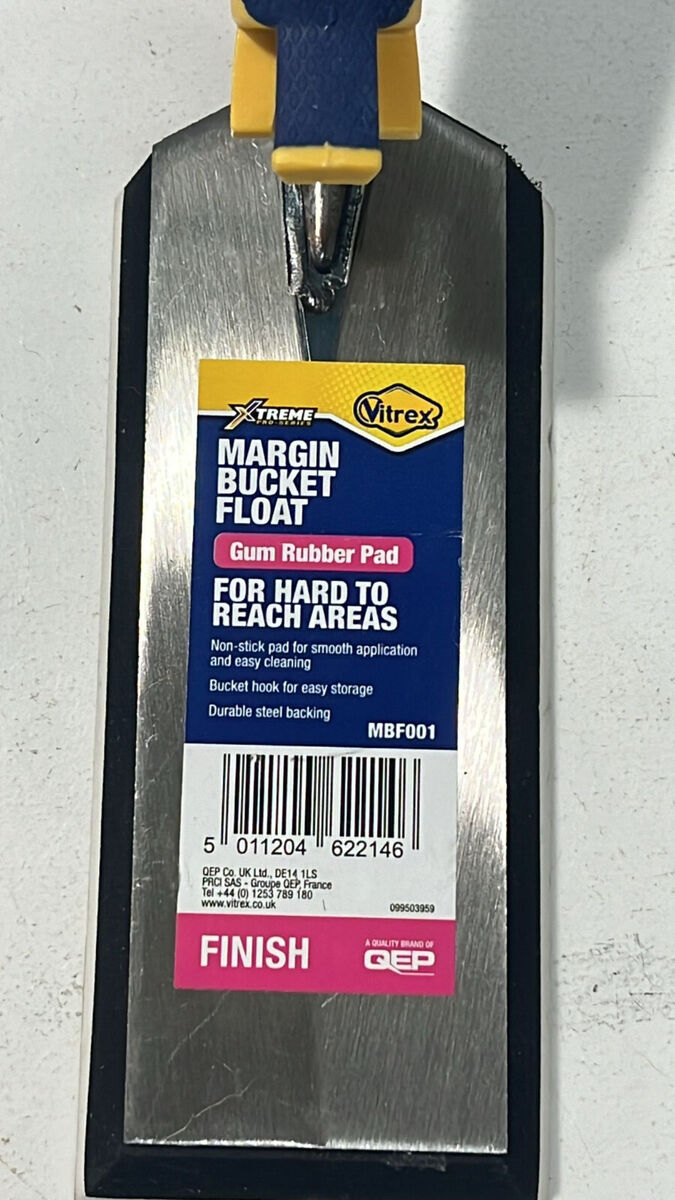 XTREME
PRO-SERIES
Vitrex
MARGIN
BUCKET
FLOAT
Gum Rubber Pad
FOR HARD TO
REACH AREAS
Non-stick pad for smooth application
and easy cleaning
Bucket hook for easy storage
Durable steel backing
MBF001
5 011204 622146
QEP Co. UK Ltd., DE14 1LS
PRCI SAS - Groupe QEP, France
Tel +44 (0) 1253 789 180
www.vitrex.co.uk
099503959
FINISH
A QUALITY BRAND OF
QEP